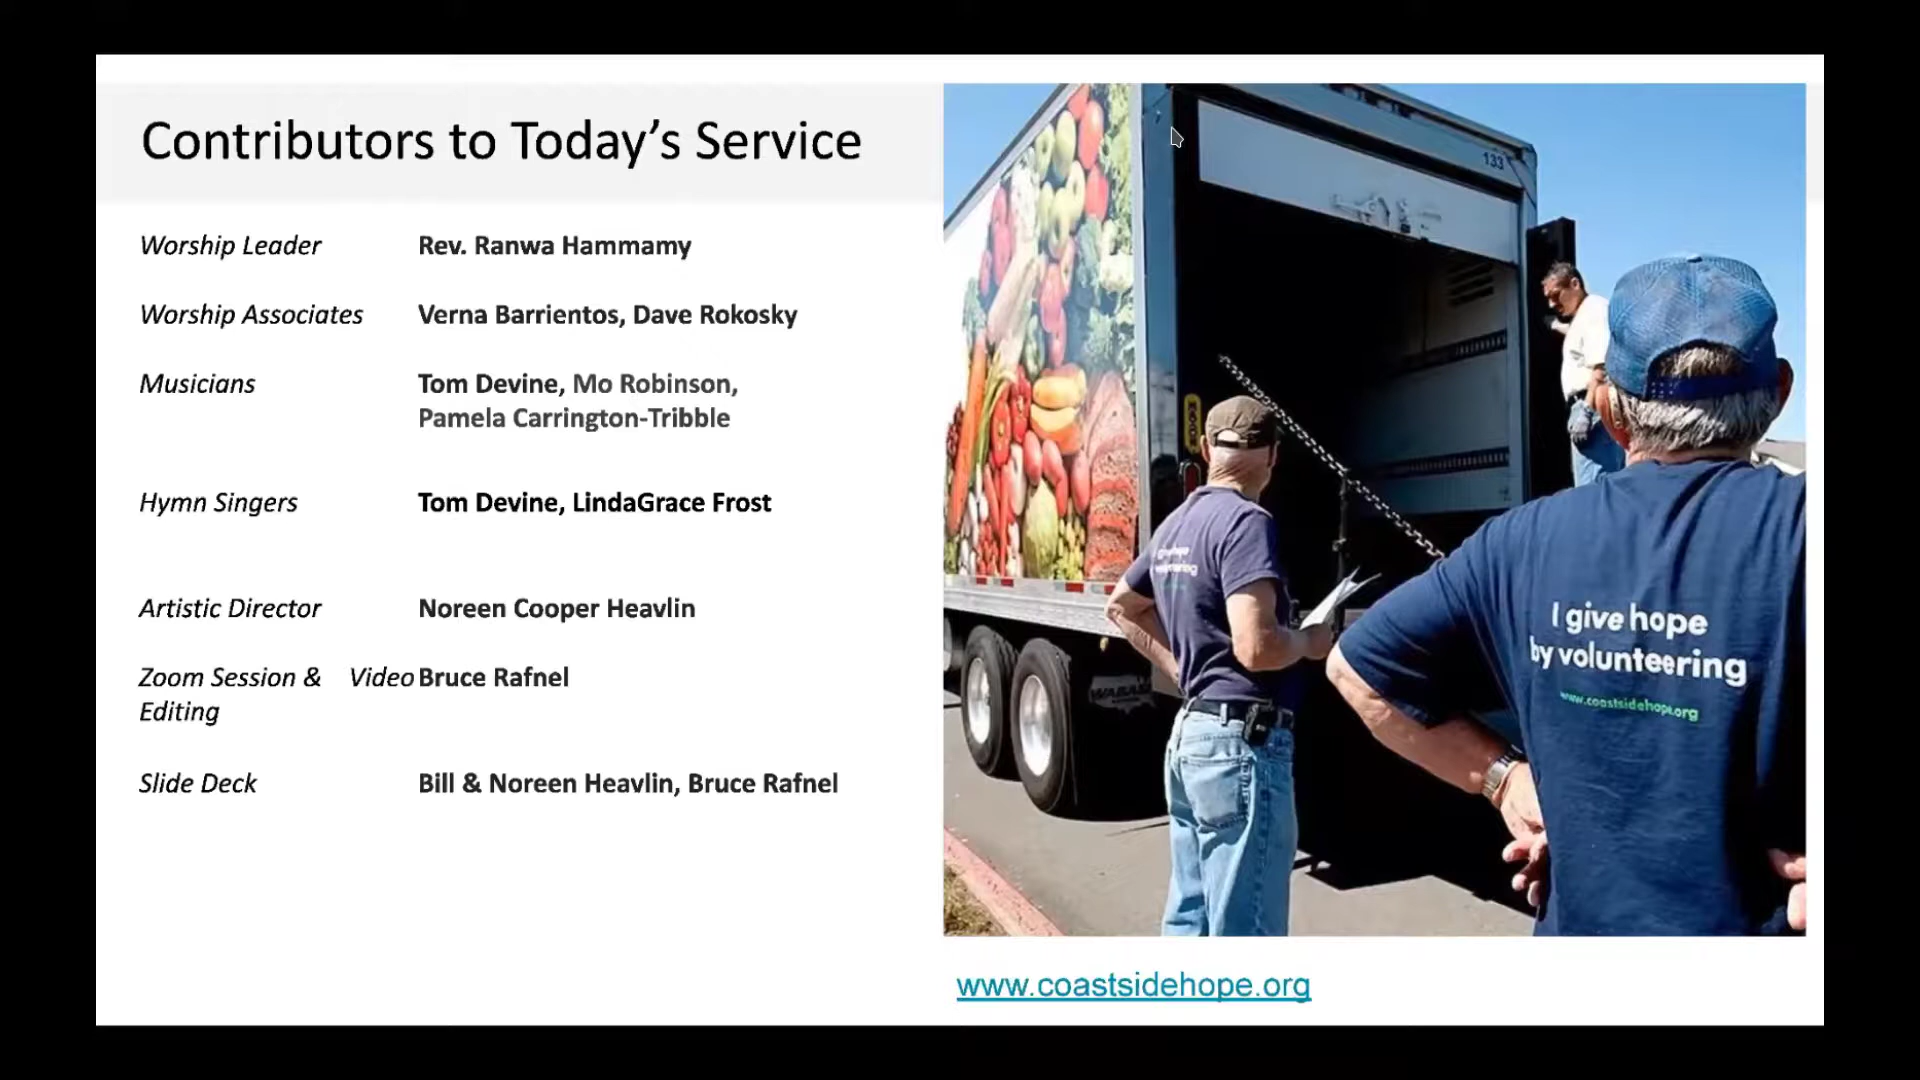 Contributors to Today's Service
Worship Leader Rev. Ranwa Hammamy
Worship Associates Verna Barrientos, Dave Rokosky
Musicians Tom Devine, Mo Robinson,
Pamela Carrington-Tribble
Hymn Singers Tom Devine, LindaGrace Frost
Artistic Director Noreen Cooper Heavlin
Zoom Session & Video Bruce Rafnel
Editing
Slide Deck Bill & Noreen Heavlin, Bruce Rafnel
133
I give hope
by volunteering
www.coastsidehope.org
www.coastsidehope.org